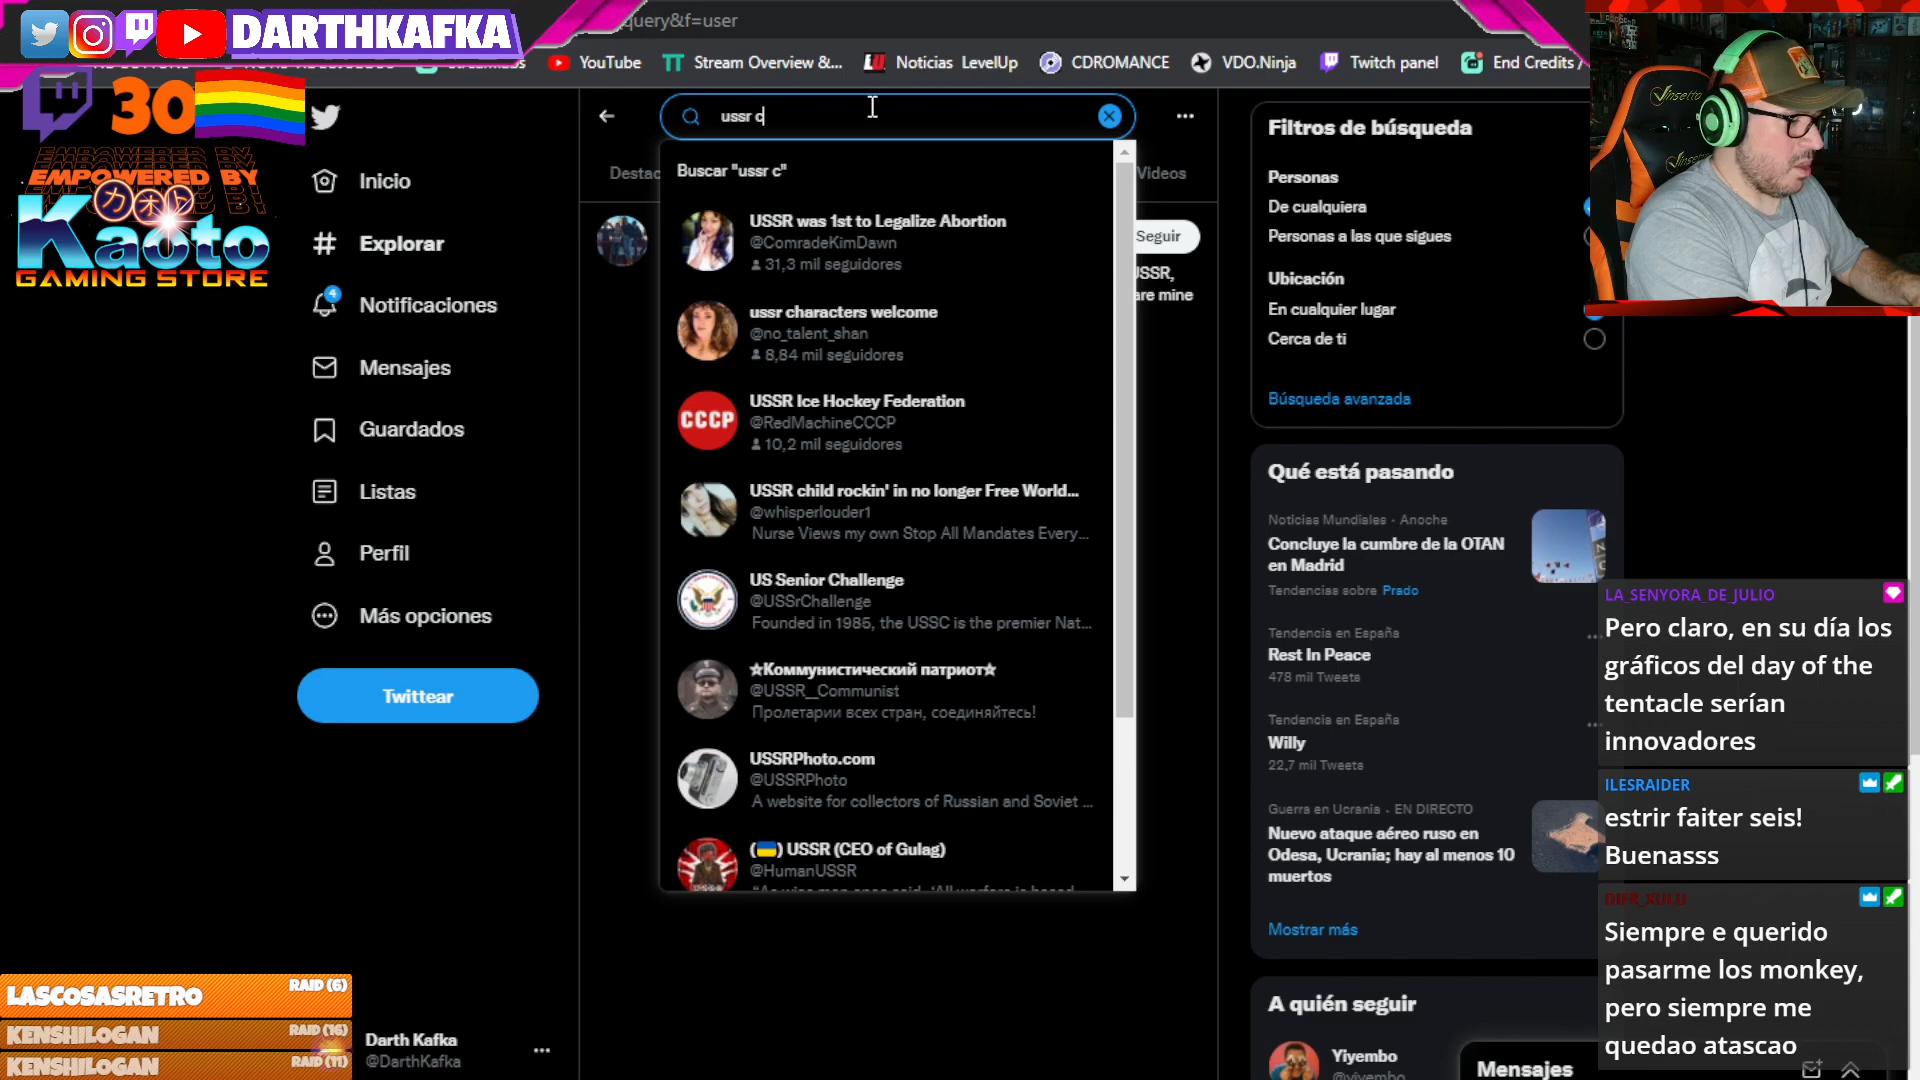 DARTHKAFKA
query&f=user
YouTube
Stream Overview &...
Noticias LevelUp
CDROMANCE
VDO.Ninja
Twitch panel
End Credits /
30
EMPOWERED BY
カオト
Kaoto
GAMING STORE
Inicio
Explorar
4
Notificaciones
Mensajes
Guardados
Listas
Perfil
Más opciones
Twittear
Darth Kafka
@DarthKafka
LASCOSASRETRO RAID (6)
KENSHILOGAN RAID (16)
KENSHILOGAN RAID (11)
ussr c
Destac
Videos
Seguir
USSR,
are mine
Buscar "ussr c"
USSR was 1st to Legalize Abortion
@ComradeKimDawn
31,3 mil seguidores
ussr characters welcome
@no_talent_shan
8,84 mil seguidores
CCCP
USSR Ice Hockey Federation
@RedMachineCCCP
10,2 mil seguidores
USSR child rockin' in no longer Free World...
@whisperlouder1
Nurse Views my own Stop All Mandates Every...
US Senior Challenge
@USSrChallenge
Founded in 1985, the USSC is the premier Nat...
☆Коммунистический патриот☆
@USSR__Communist
Пролетарии всех стран, соединяйтесь!
USSRPhoto.com
@USSRPhoto
A website for collectors of Russian and Soviet ...
(🇺🇦) USSR (CEO of Gulag)
@HumanUSSR
Filtros de búsqueda
Personas
De cualquiera
Personas a las que sigues
Ubicación
En cualquier lugar
Cerca de ti
Búsqueda avanzada
Qué está pasando
Noticias Mundiales · Anoche
Concluye la cumbre de la OTAN
en Madrid
Tendencias sobre Prado
Tendencia en España
Rest In Peace
478 mil Tweets
Tendencia en España
Willy
22,7 mil Tweets
Guerra en Ucrania · EN DIRECTO
Nuevo ataque aéreo ruso en
Odesa, Ucrania; hay al menos 10
muertos
Mostrar más
A quién seguir
Yiyembo
@yiyembo
Mensajes
LA_SENYORA_DE_JULIO
Pero claro, en su día los
gráficos del day of the
tentacle serían
innovadores
ILESRAIDER
estrir faiter seis!
Buenasss
DIFR_XULU
Siempre e querido
pasarme los monkey,
pero siempre me
quedao atascao